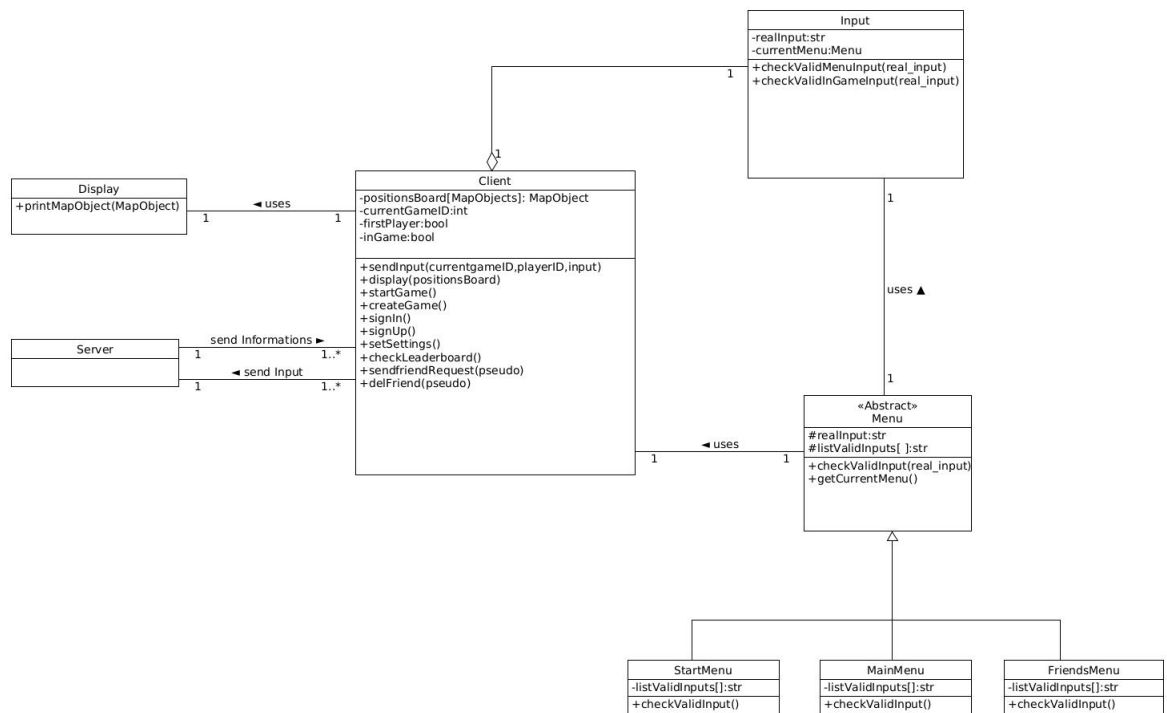 Input
-realInput:str
-currentMenu:Menu
+checkValidMenuInput(real_input)
+checkValidInGameInput(real_input)
1
1
Display
+printMapObject(MapObject)
◄ uses
1
1
Client
-positionsBoard[MapObjects]: MapObject
-currentGameID:int
-firstPlayer:bool
-inGame:bool
+sendInput(currentgameID,playerID,input)
+display(positionsBoard)
+startGame()
+createGame()
+signIn()
+signUp()
+setSettings()
+checkLeaderboard()
+sendfriendRequest(pseudo)
+delFriend(pseudo)
Server
send Informations ►
1
1..*
◄ send Input
1
1..*
1
uses ▲
1
«Abstract»
Menu
#realInput:str
#listValidInputs[ ]:str
+checkValidInput(real_input)
+getCurrentMenu()
◄ uses
1
1
StartMenu
-listValidInputs[]:str
+checkValidInput()
MainMenu
-listValidInputs[]:str
+checkValidInput()
FriendsMenu
-listValidInputs[]:str
+checkValidInput()